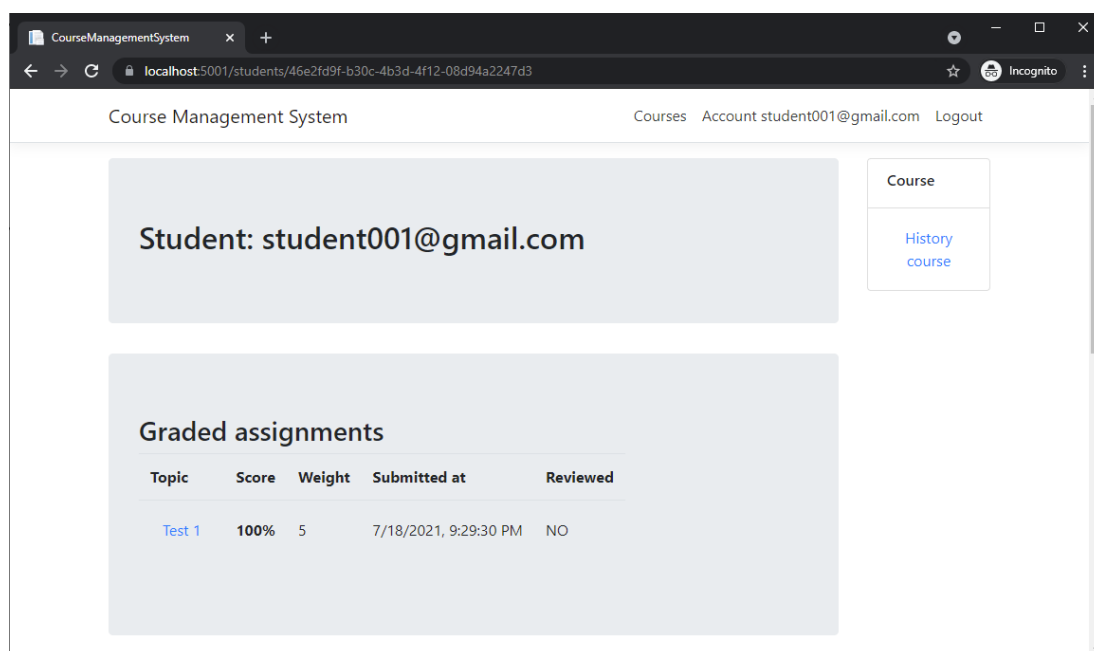 CourseManagementSystem
localhost:5001/students/46e2fd9f-b30c-4b3d-4f12-08d94a2247d3
Incognito
Course Management System
Courses Account student001@gmail.com Logout
Student: student001@gmail.com
Course
History
course
Graded assignments
Topic Score Weight Submitted at Reviewed
Test 1 100% 5 7/18/2021, 9:29:30 PM NO